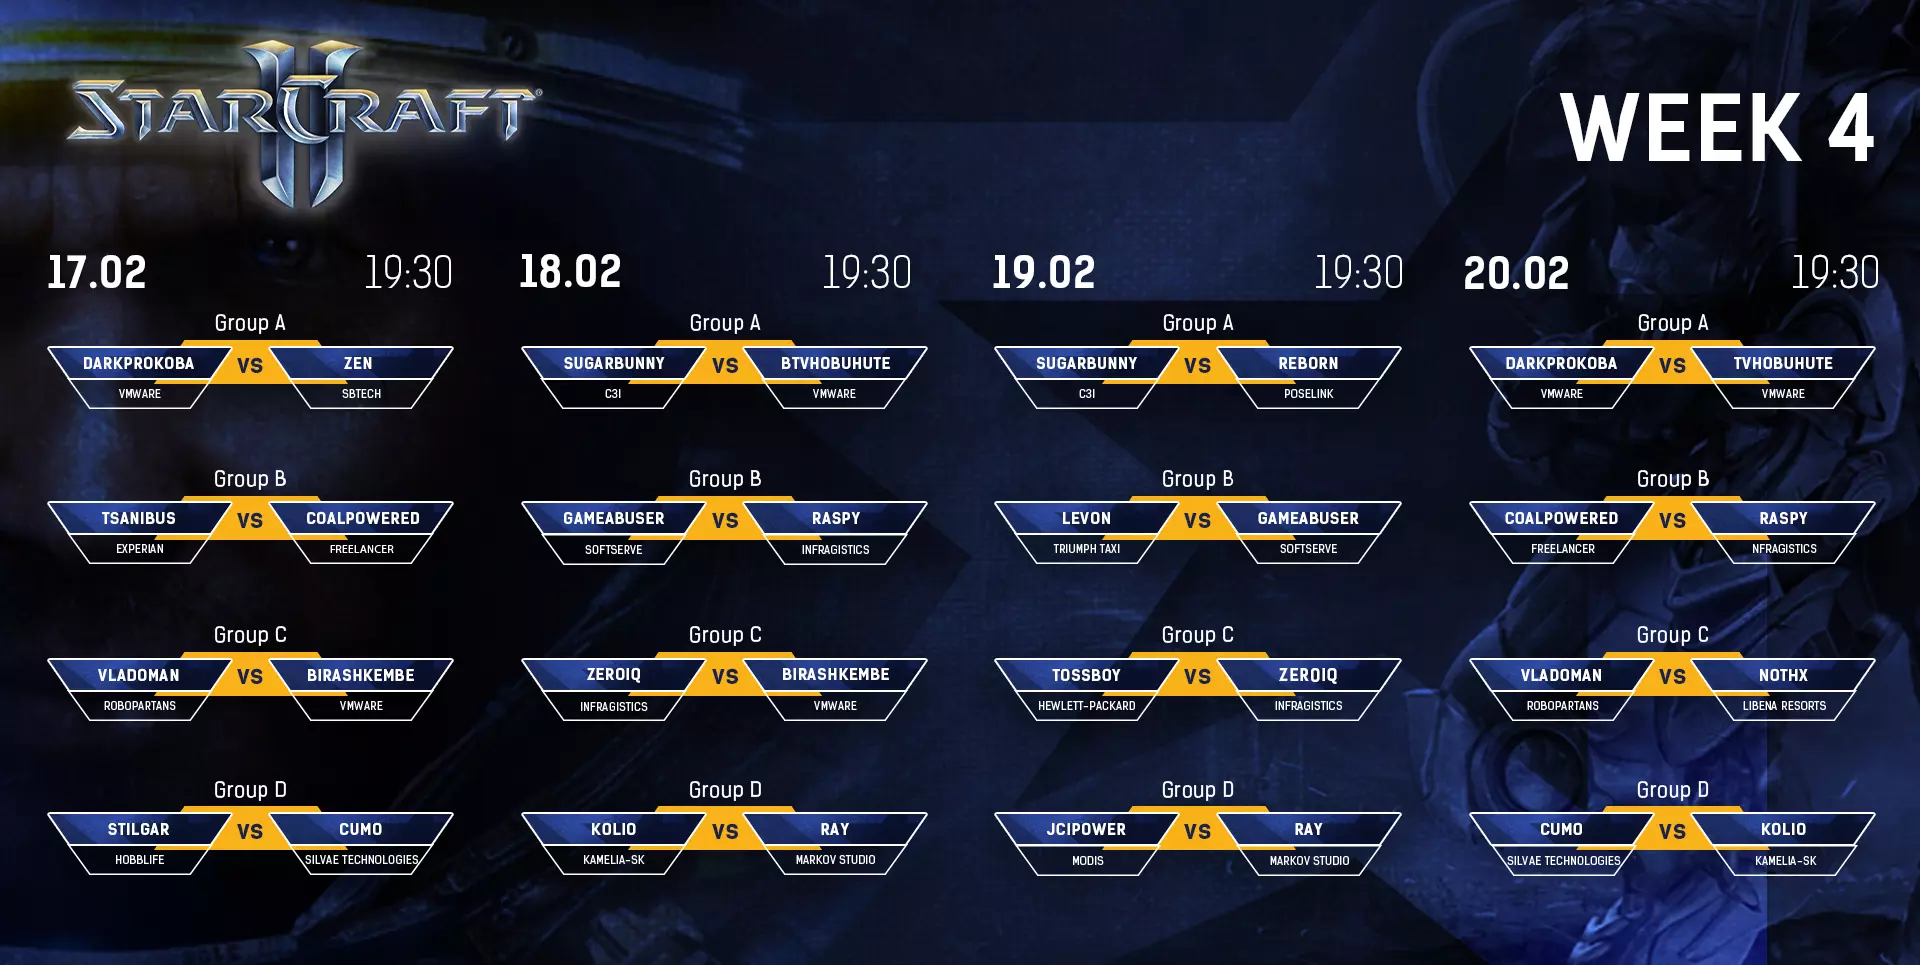 STARCRAFT II®
WEEK 4
17.02 19:30
Group A
DARKPROKOBA VS ZEN
VMWARE SBTECH
Group B
TSANIBUS VS COALPOWERED
EXPERIAN FREELANCER
Group C
VLADOMAN VS BIRASHKEMBE
ROBOPARTANS VMWARE
Group D
STILGAR VS CUMO
HOBBLIFE SILVAE TECHNOLOGIES
18.02 19:30
Group A
SUGARBUNNY VS BTVHOBUHUTE
C3I VMWARE
Group B
GAMEABUSER VS RASPY
SOFTSERVE INFRAGISTICS
Group C
ZEROIQ VS BIRASHKEMBE
INFRAGISTICS VMWARE
Group D
KOLIO VS RAY
KAMELIA-SK MARKOV STUDIO
19.02 19:30
Group A
SUGARBUNNY VS REBORN
C3I POSELINK
Group B
LEVON VS GAMEABUSER
TRIUMPH TAXI SOFTSERVE
Group C
TOSSBOY VS ZEROIQ
HEWLETT-PACKARD INFRAGISTICS
Group D
JCIPOWER VS RAY
MODIS MARKOV STUDIO
20.02 19:30
Group A
DARKPROKOBA VS TVHOBUHUTE
VMWARE VMWARE
Group B
COALPOWERED VS RASPY
FREELANCER NFRAGISTICS
Group C
VLADOMAN VS NOTHX
ROBOPARTANS LIBENA RESORTS
Group D
CUMO VS KOLIO
SILVAE TECHNOLOGIES KAMELIA-SK